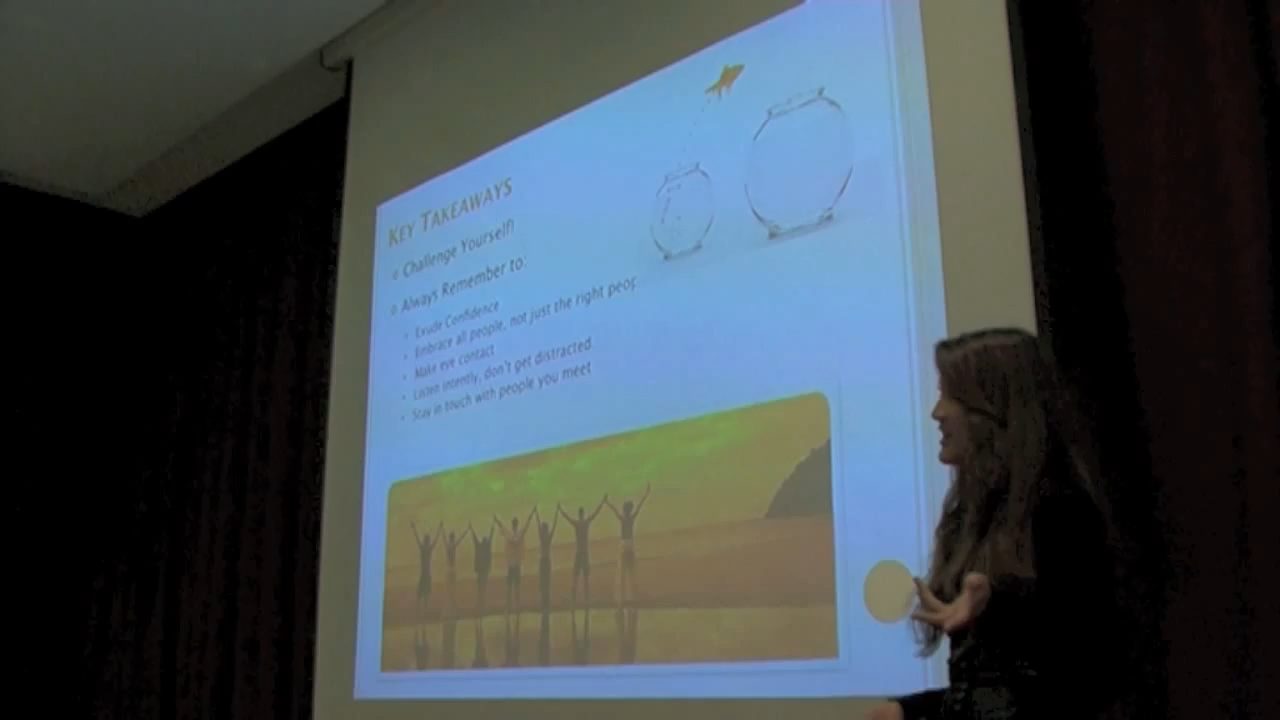 KEY TAKEAWAYS
Challenge Yourself!
Always Remember to:
Exude Confidence
Embrace all people, not just the right peop
Make eye contact
Listen intently, don't get distracted
Stay in touch with people you meet